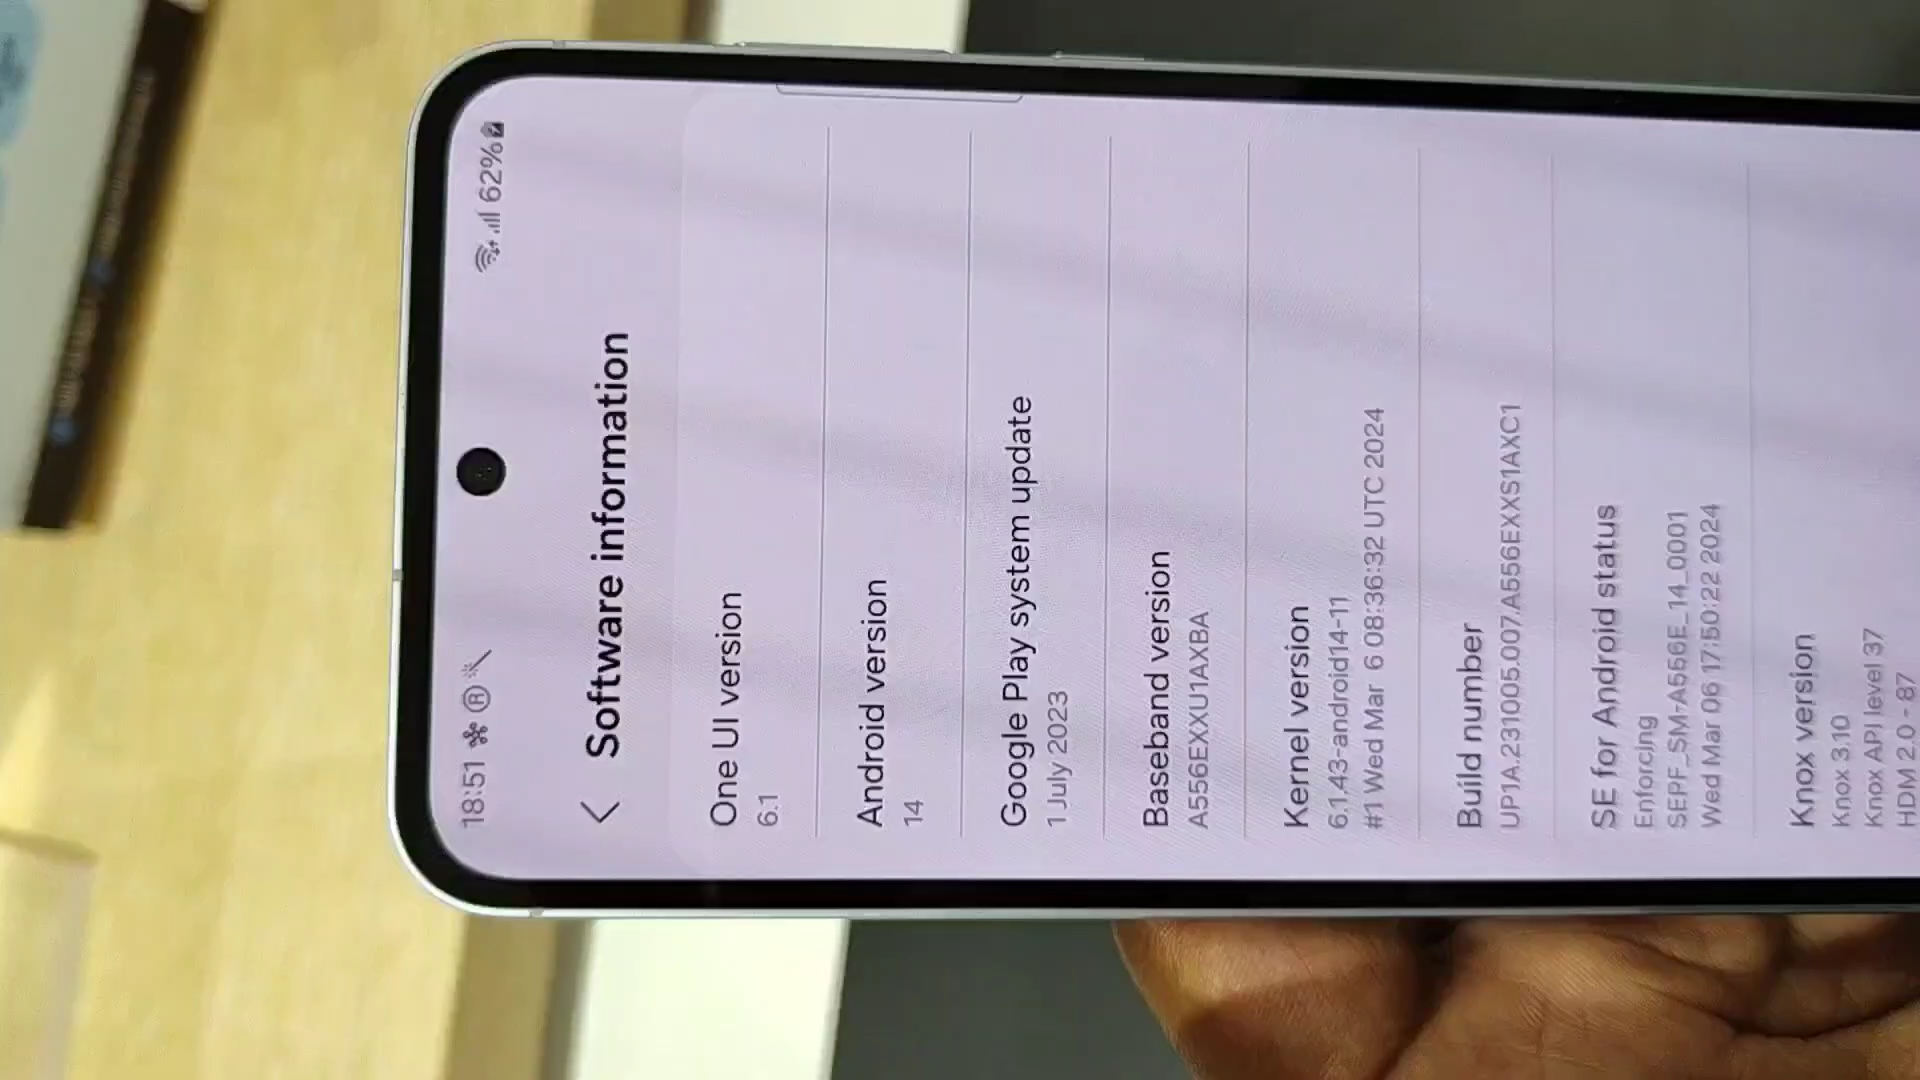 18:51 62%
Software information
One UI version
6.1
Android version
14
Google Play system update
1 July 2023
Baseband version
A556EXXU1AXBA
Kernel version
6.1.43-android14-11
#1 Wed Mar 6 08:36:32 UTC 2024
Build number
UP1A.231005.007.A556EXXS1AXC1
SE for Android status
Enforcing
SEPF_SM-A556E_14_0001
Wed Mar 06 17:50:22 2024
Knox version
Knox 3.10
Knox API level 37
HDM 2.0 - 87